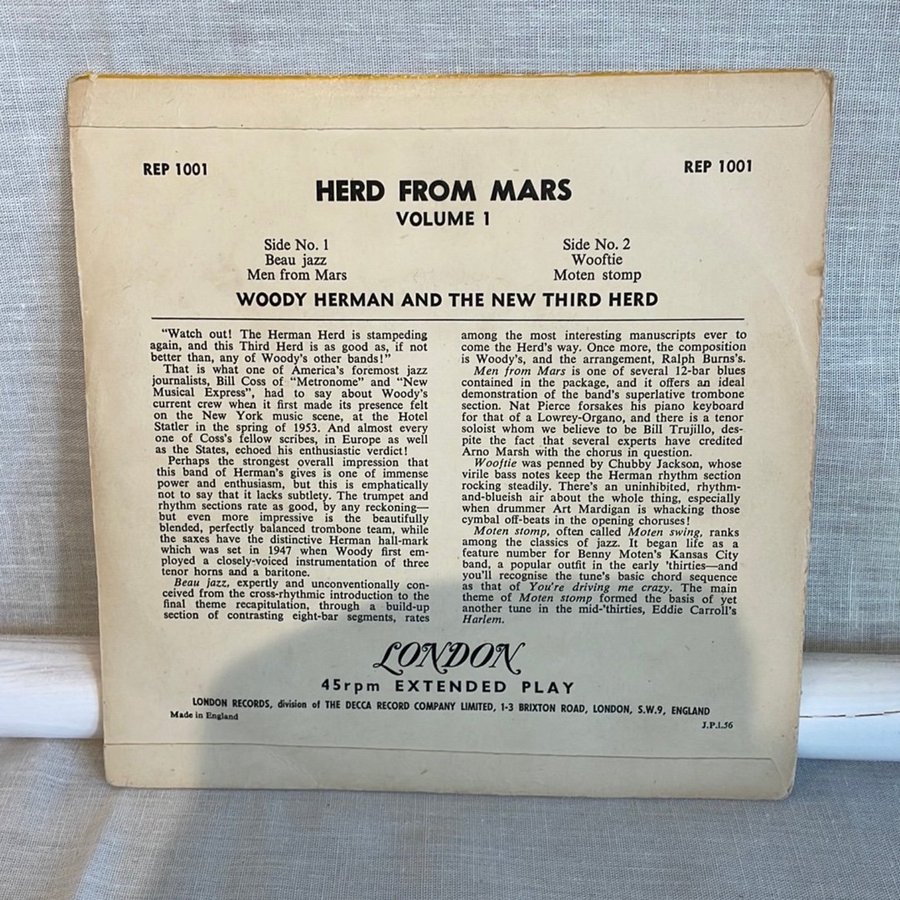 REP 1001
REP 1001
HERD FROM MARS
VOLUME 1
Side No. 1
Beau jazz
Men from Mars
Side No. 2
Wooftie
Moten stomp
WOODY HERMAN AND THE NEW THIRD HERD
"Watch out! The Herman Herd is stampeding
again, and this Third Herd is as good as, if not
better than, any of Woody's other bands!"
That is what one of America's foremost jazz
journalists, Bill Coss of "Metronome" and "New
Musical Express", had to say about Woody's
current crew when it first made its presence felt
on the New York music scene, at the Hotel
Statler in the spring of 1953. And almost every
one of Coss's fellow scribes, in Europe as well
as the States, echoed his enthusiastic verdict!
Perhaps the strongest overall impression that
this band of Herman's gives is one of immense
power and enthusiasm, but this is emphatically
not to say that it lacks subtlety. The trumpet and
rhythm sections rate as good, by any reckoning—
but even more impressive is the beautifully
blended, perfectly balanced trombone team, while
the saxes have the distinctive Herman hall-mark
which was set in 1947 when Woody first em-
ployed a closely-voiced instrumentation of three
tenor horns and a baritone.
Beau jazz, expertly and unconventionally con-
ceived from the cross-rhythmic introduction to the
final theme recapitulation, through a build-up
section of contrasting eight-bar segments, rates
among the most interesting manuscripts ever to
come the Herd's way. Once more, the composition
is Woody's, and the arrangement, Ralph Burns's.
Men from Mars is one of several 12-bar blues
contained in the package, and it offers an ideal
demonstration of the band's superlative trombone
section. Nat Pierce forsakes his piano keyboard
for that of a Lowrey-Organo, and there is a tenor
soloist whom we believe to be Bill Trujillo, des-
pite the fact that several experts have credited
Arno Marsh with the chorus in question.
Wooftie was penned by Chubby Jackson, whose
virile bass notes keep the Herman rhythm section
rocking steadily. There's an uninhibited, rhythm-
and-blueish air about the whole thing, especially
when drummer Art Mardigan is whacking those
cymbal off-beats in the opening choruses!
Moten stomp, often called Moten swing, ranks
among the classics of jazz. It began life as a
feature number for Benny Moten's Kansas City
band, a popular outfit in the early 'thirties—and
you'll recognise the tune's basic chord sequence
as that of You're driving me crazy. The main
theme of Moten stomp formed the basis of yet
another tune in the mid-'thirties, Eddie Carroll's
Harlem.
LONDON
45rpm EXTENDED PLAY
LONDON RECORDS, division of THE DECCA RECORD COMPANY LIMITED, 1-3 BRIXTON ROAD, LONDON, S.W.9, ENGLAND
Made in England
J.P.1.56